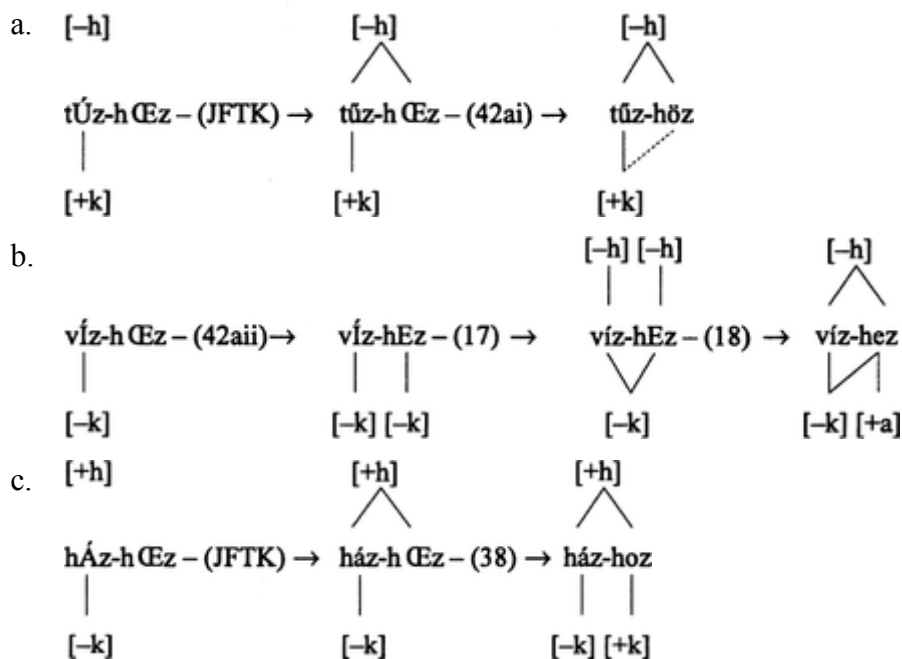 a. [–h] [–h] [–h]
tÚz-hŒz – (JFTK) → tűz-hŒz – (42ai) → tűz-höz
[+k] [+k] [+k]
b. [–h] [–h] [–h]
vÍz-hŒz – (42aii)→ vÍz-hEz – (17) → víz-hEz – (18) → víz-hez
[–k] [–k] [–k] [–k] [–k] [+a]
c. [+h] [+h] [+h]
hÁz-hŒz – (JFTK) → ház-hŒz – (38) → ház-hoz
[–k] [–k] [–k] [+k]